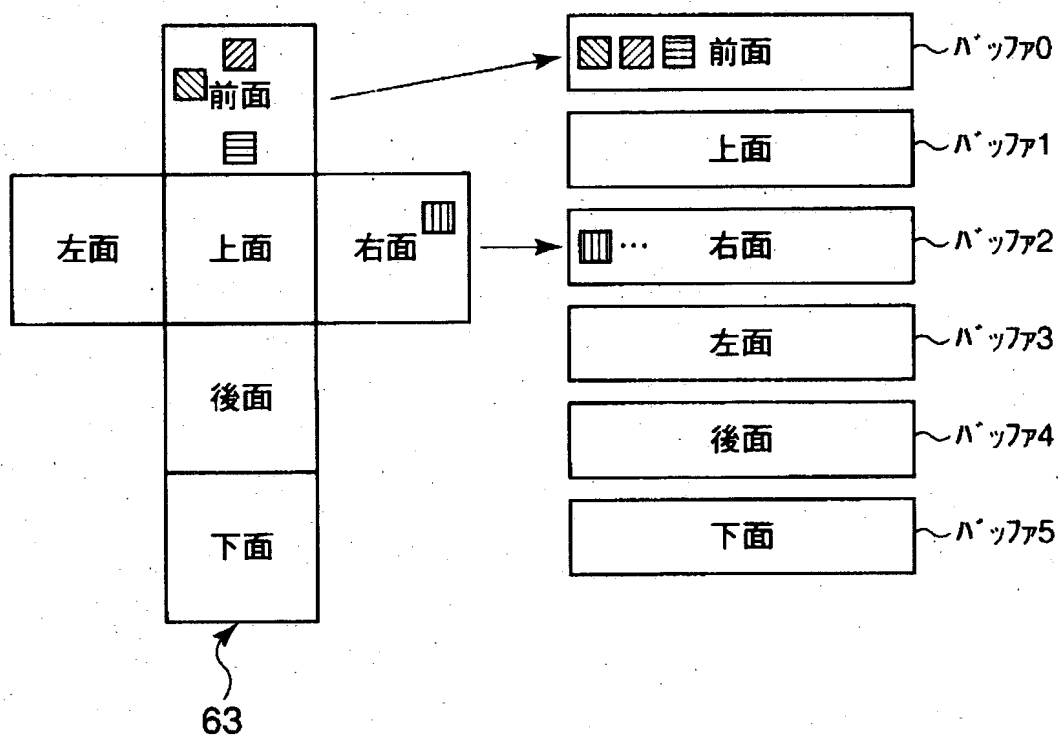 前面
左面
上面
右面
後面
下面
63
前面
バッファ0
上面
バッファ1
… 右面
バッファ2
左面
バッファ3
後面
バッファ4
下面
バッファ5